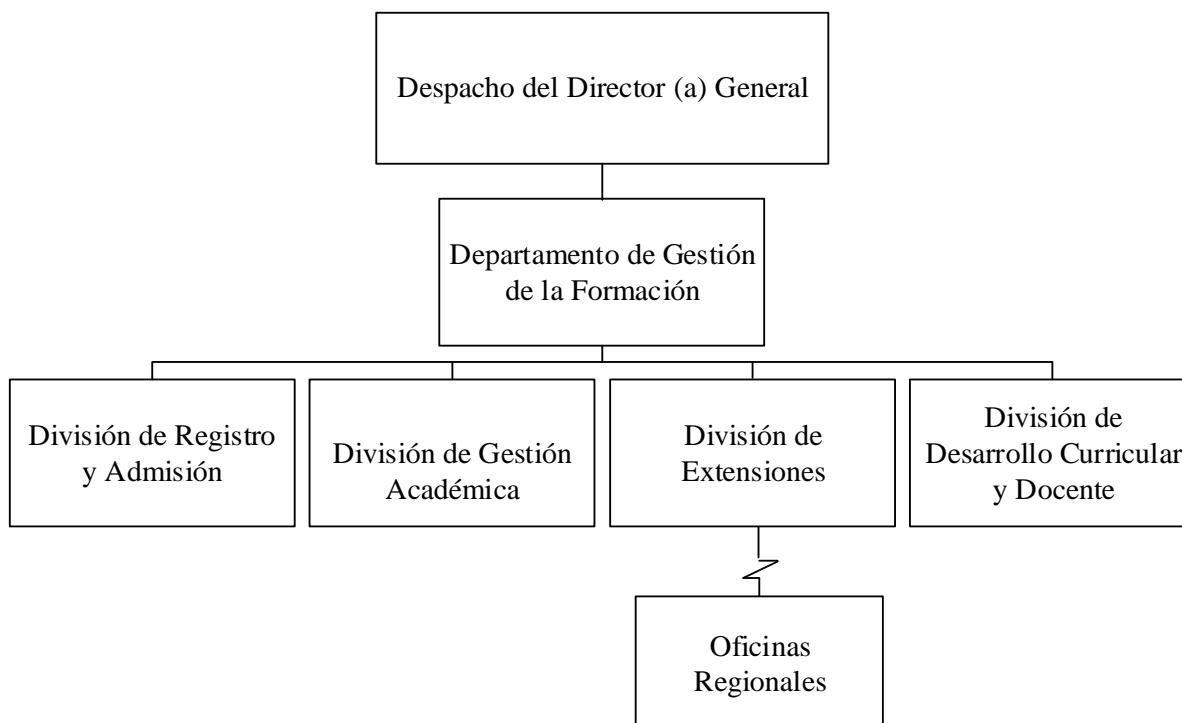 Despacho del Director (a) General
Departamento de Gestión
de la Formación
División de Registro
y Admisión
División de Gestión
Académica
División de
Extensiones
División de
Desarrollo Curricular
y Docente
Oficinas
Regionales